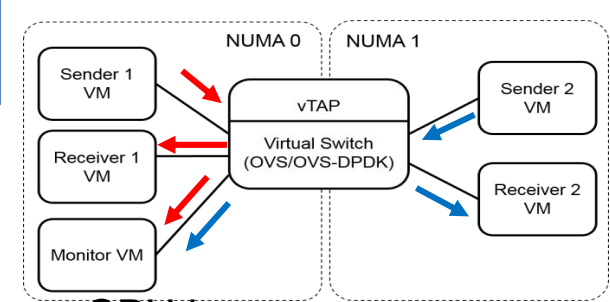 NUMA 0
NUMA 1
Sender 1
VM
vTAP
Virtual Switch
(OVS/OVS-DPDK)
Sender 2
VM
Receiver 1
VM
Receiver 2
VM
Monitor VM